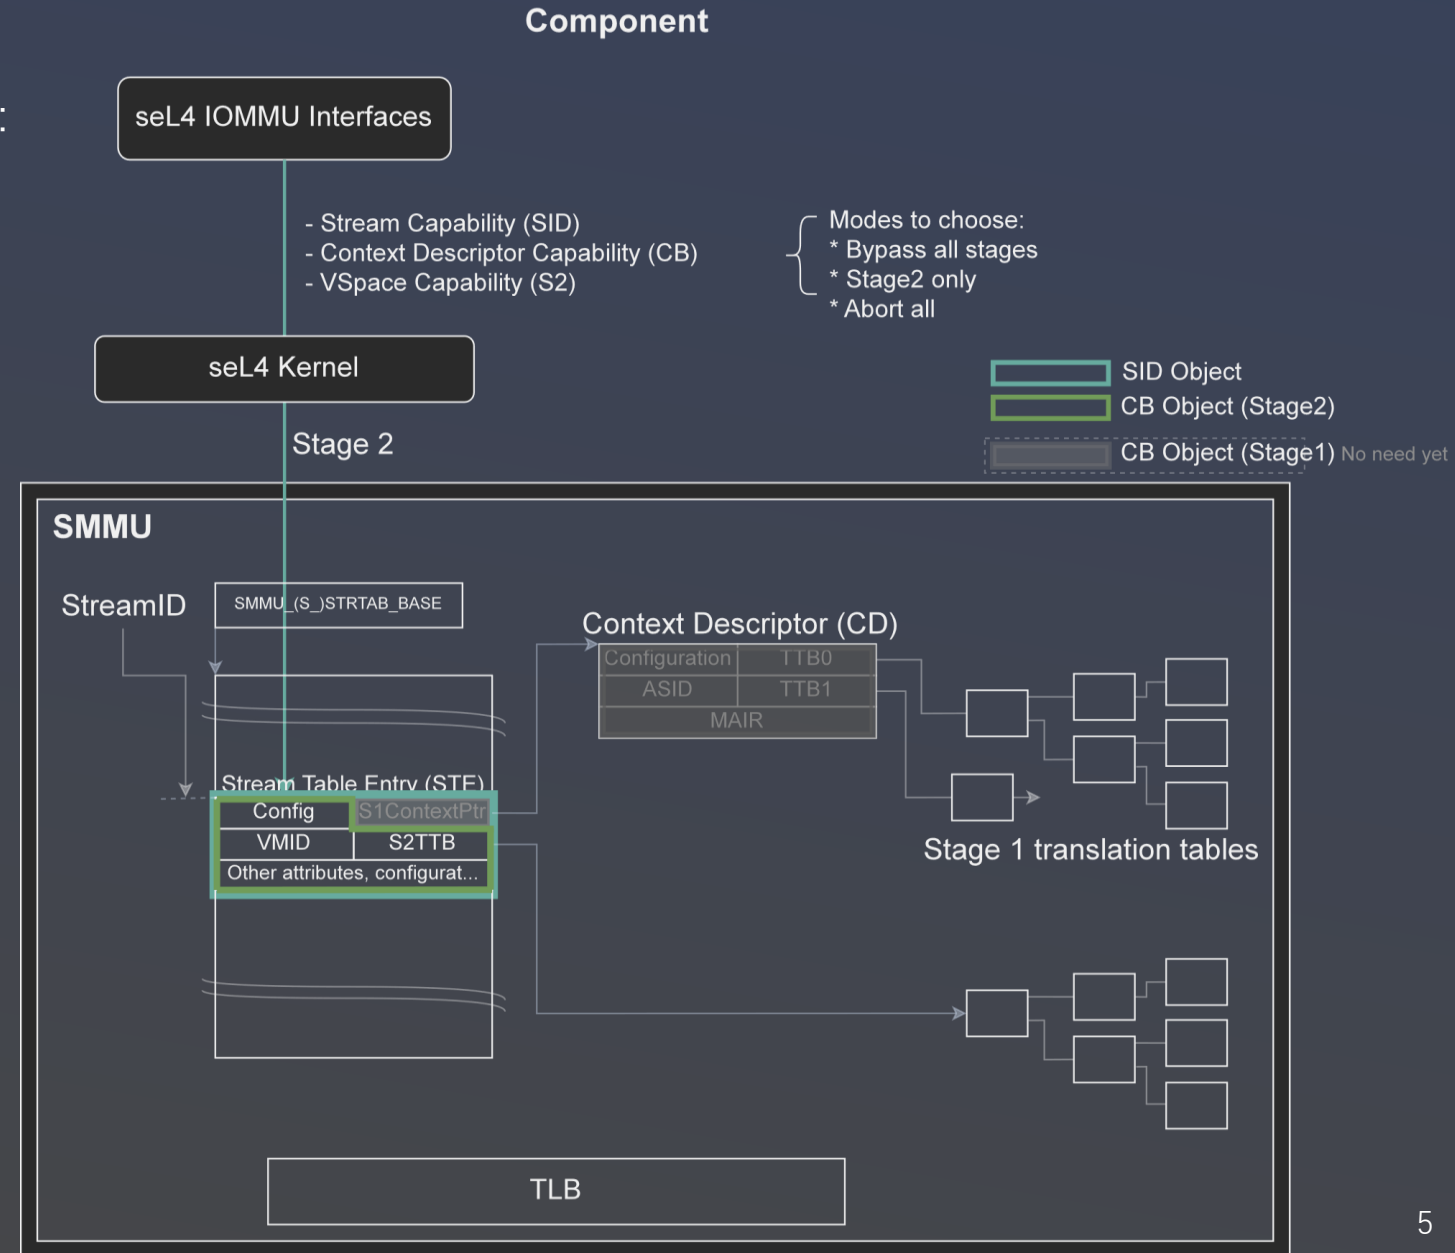 Component
:
seL4 IOMMU Interfaces
- Stream Capability (SID)
- Context Descriptor Capability (CB)
- VSpace Capability (S2)
Modes to choose:
* Bypass all stages
* Stage2 only
* Abort all
seL4 Kernel
SID Object
CB Object (Stage2)
CB Object (Stage1) No need yet
Stage 2
SMMU
StreamID
SMMU_(S_)STRTAB_BASE
Context Descriptor (CD)
Configuration TTB0
ASID TTB1
MAIR
Stream Table Entry (STE)
Config S1ContextPtr
VMID S2TTB
Other attributes, configurat...
Stage 1 translation tables
TLB
5